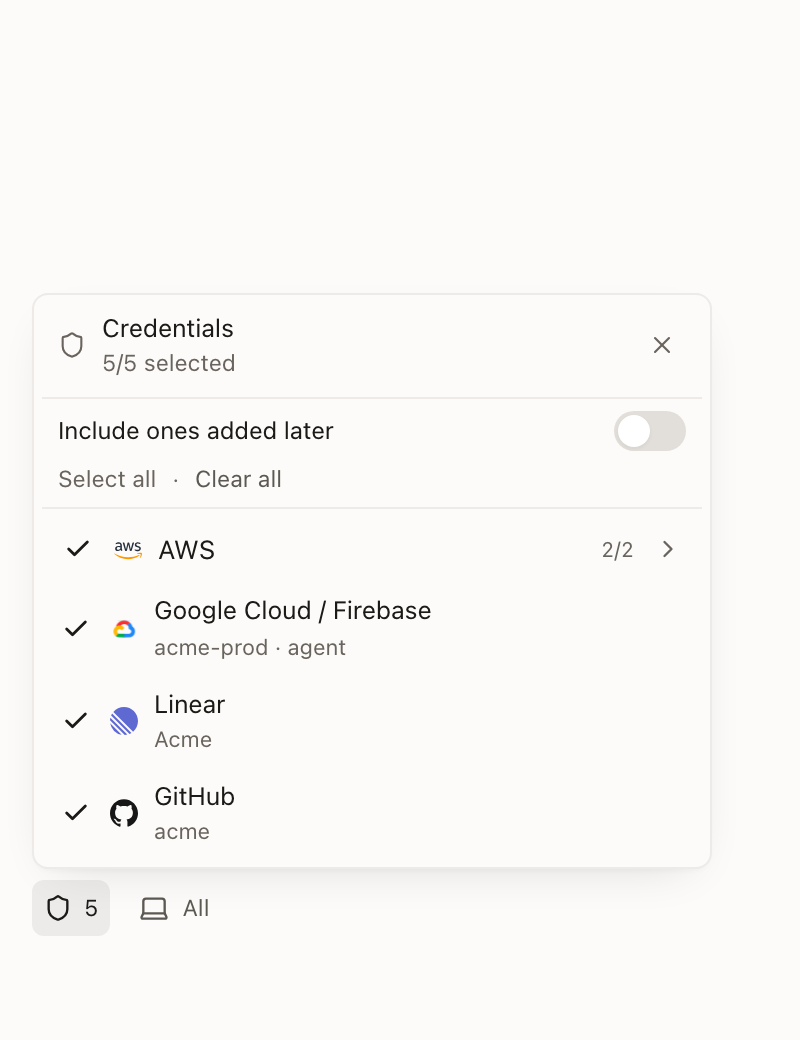 Credentials
5/5 selected
Include ones added later
Select all · Clear all
aws AWS 2/2
Google Cloud / Firebase
acme-prod · agent
Linear
Acme
GitHub
acme
5 All